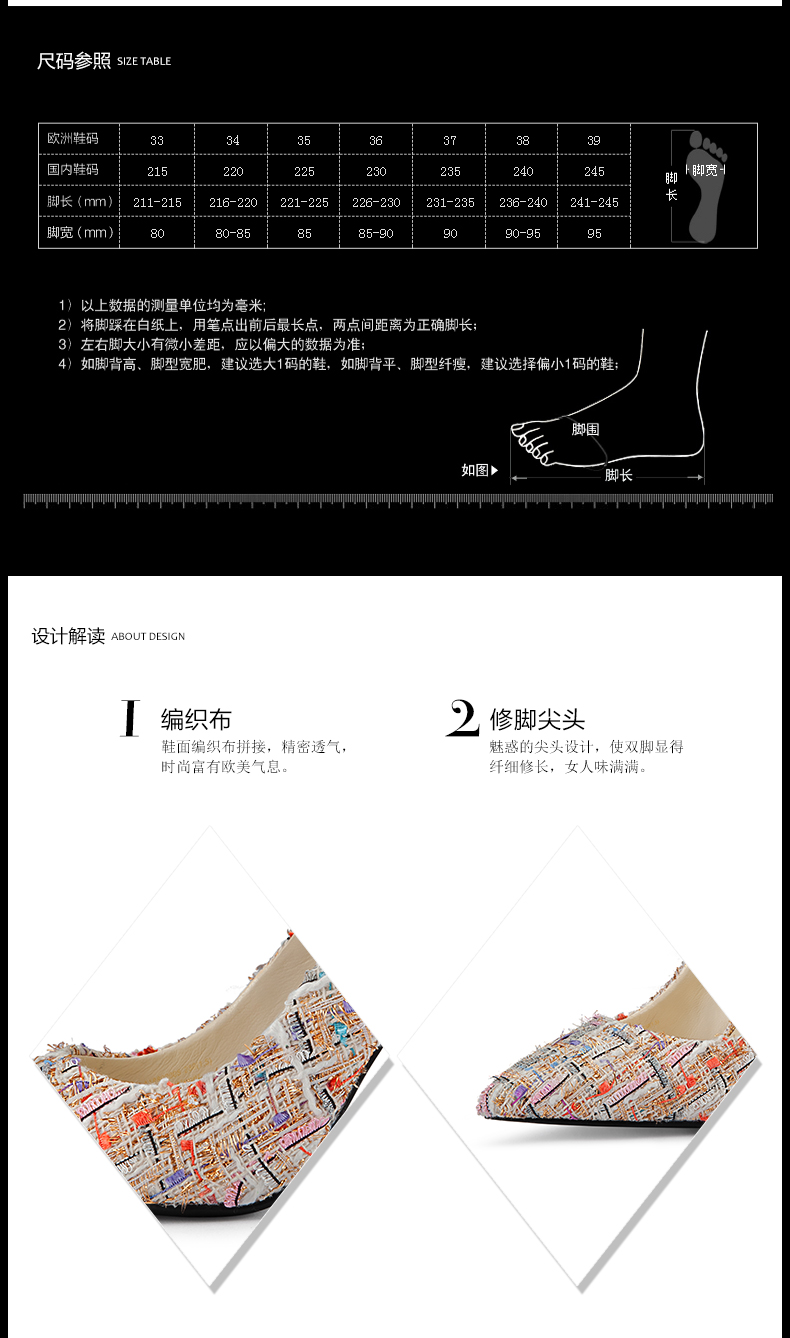 尺码参照 SIZE TABLE
欧洲鞋码 33 34 35 36 37 38 39
国内鞋码 215 220 225 230 235 240 245
脚长（mm） 211-215 216-220 221-225 226-230 231-235 236-240 241-245
脚宽（mm） 80 80-85 85 85-90 90 90-95 95
脚长
脚宽
1）以上数据的测量单位均为毫米;
2）将脚踩在白纸上，用笔点出前后最长点，两点间距离为正确脚长；
3）左右脚大小有微小差距，应以偏大的数据为准；
4）如脚背高、脚型宽肥，建议选大1码的鞋，如脚背平、脚型纤瘦，建议选择偏小1码的鞋；
脚围
如图
脚长
设计解读 ABOUT DESIGN
1 编织布
鞋面编织布拼接，精密透气，
时尚富有欧美气息。
2 修脚尖头
魅惑的尖头设计，使双脚显得
纤细修长，女人味满满。